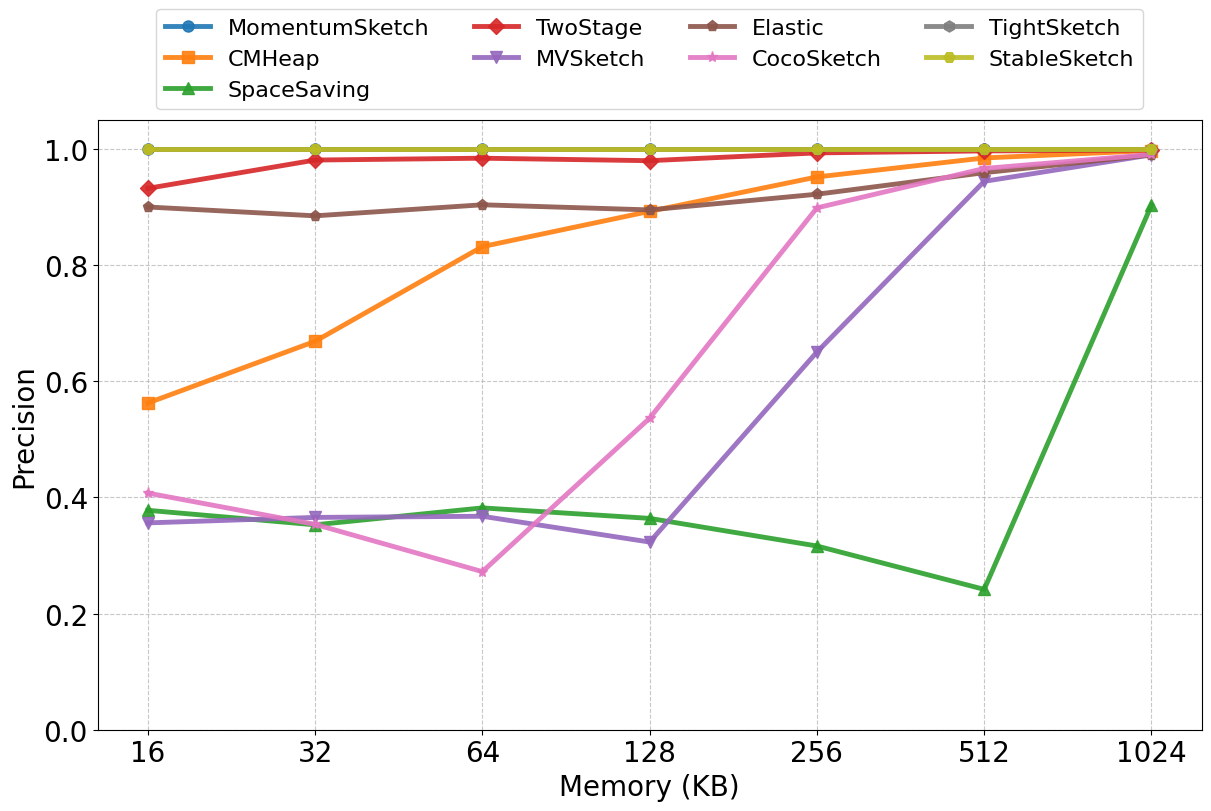 MomentumSketch TwoStage Elastic TightSketch
CMHeap MVSketch CocoSketch StableSketch
SpaceSaving
1.0
0.8
0.6
0.4
0.2
0.0
Precision
16 32 64 128 256 512 1024
Memory (KB)